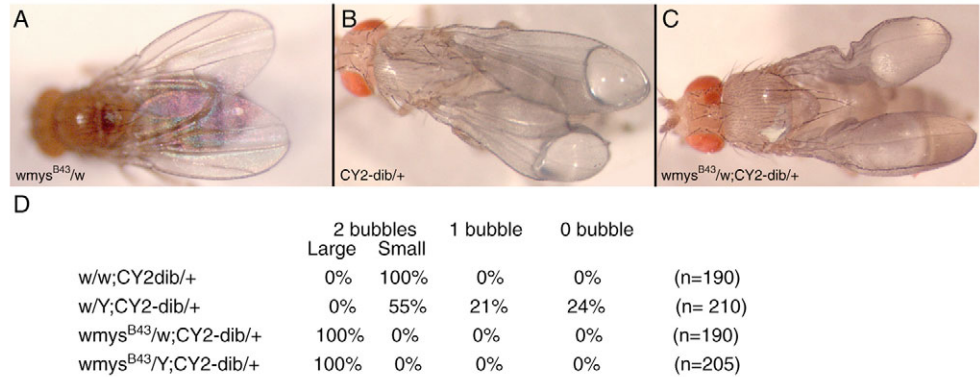 A
B
C
wmysB43/w
CY2-dib/+
wmysB43/w;CY2-dib/+
D
2 bubbles 1 bubble 0 bubble
Large Small
w/w;CY2dib/+ 0% 100% 0% 0% (n=190)
w/Y;CY2-dib/+ 0% 55% 21% 24% (n= 210)
wmysB43/w;CY2-dib/+ 100% 0% 0% 0% (n=190)
wmysB43/Y;CY2-dib/+ 100% 0% 0% 0% (n=205)